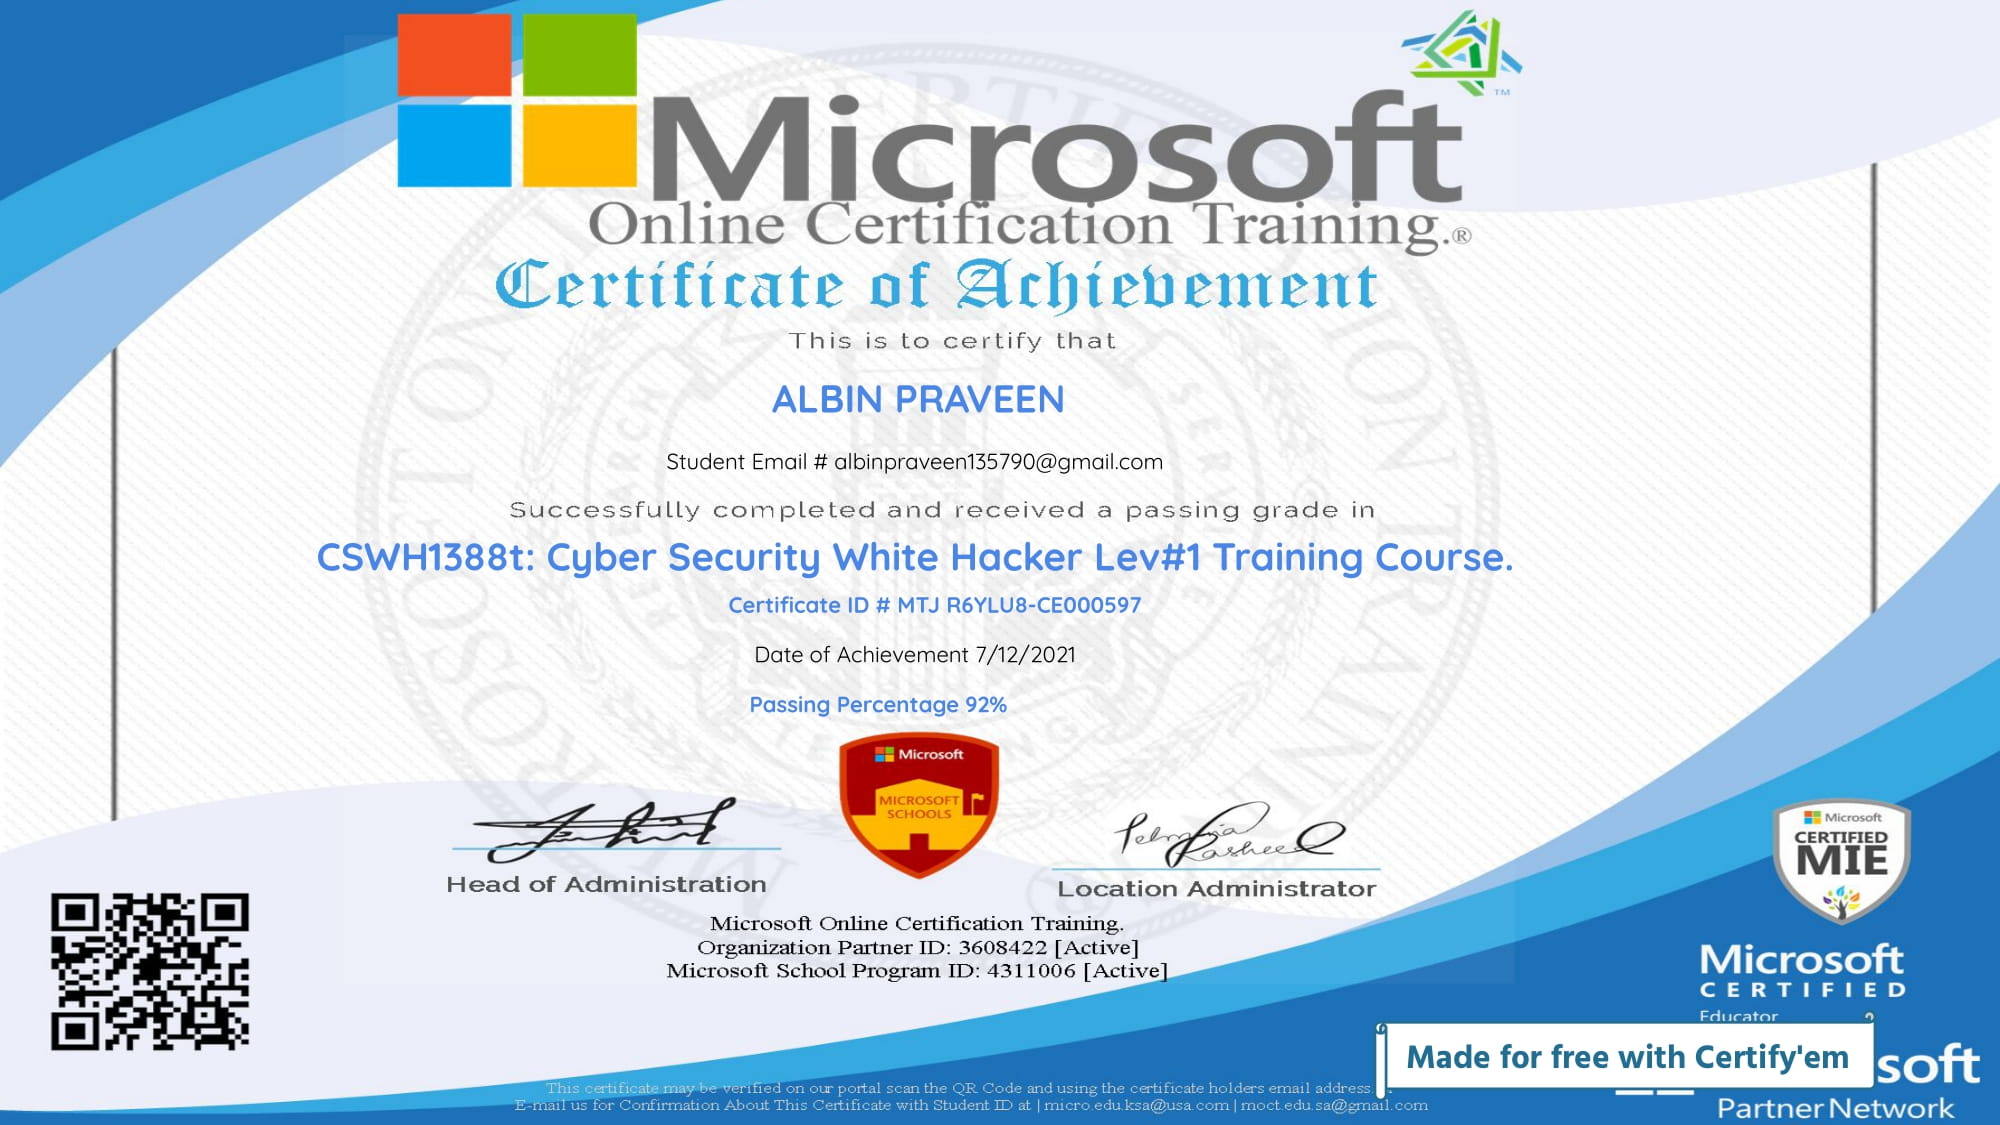 Microsoft
TM
Online Certification Training.®
Certificate of Achievement
This is to certify that
ALBIN PRAVEEN
Student Email # albinpraveen135790@gmail.com
Successfully completed and received a passing grade in
CSWH1388t: Cyber Security White Hacker Lev#1 Training Course.
Certificate ID # MTJ R6YLU8-CE000597
Date of Achievement 7/12/2021
Passing Percentage 92%
Microsoft
MICROSOFT
SCHOOLS
Head of Administration
Location Administrator
Microsoft Online Certification Training.
Organization Partner ID: 3608422 [Active]
Microsoft School Program ID: 4311006 [Active]
Microsoft
CERTIFIED
MIE
Microsoft
CERTIFIED
Educator
Made for free with Certify'em
soft
Partner Network
This certificate may be verified on our portal scan the QR Code and using the certificate holders email address.
E-mail us for Confirmation About This Certificate with Student ID at | micro.edu.ksa@usa.com | moct.edu.sa@gmail.com